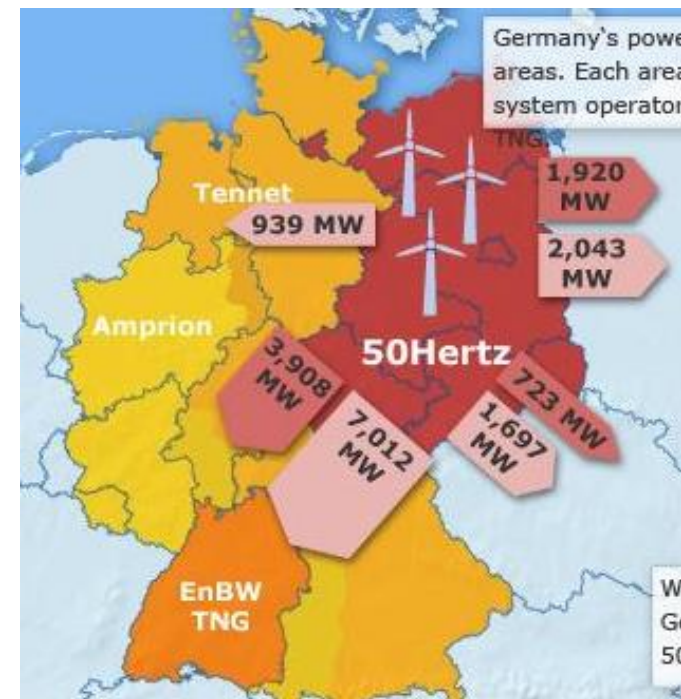 Germany's powe
areas. Each area
system operator
TNG.
1,920
MW
Tennet
939 MW
2,043
MW
Amprion
50Hertz
3,908
MW
7,012
MW
1,697
MW
723 MW
EnBW
TNG
W
Ge
50